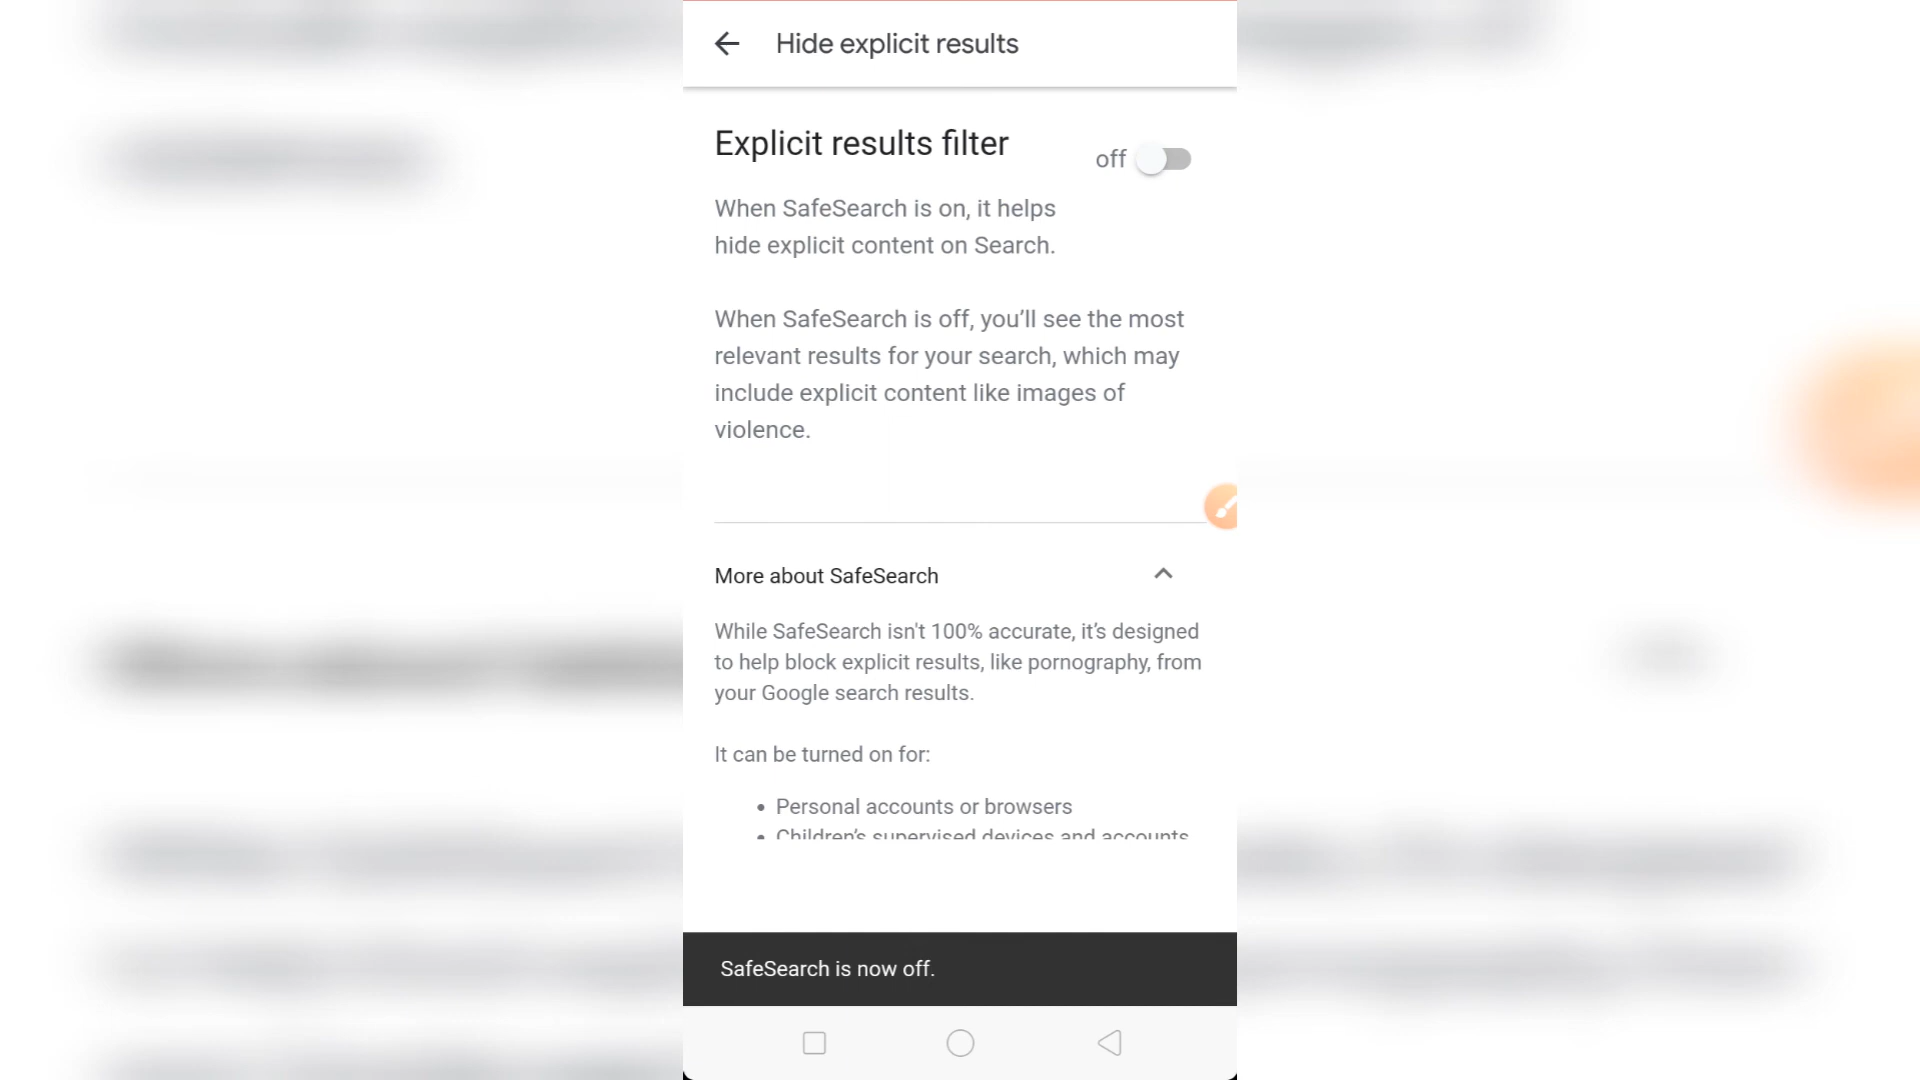 Hide explicit results
Explicit results filter
off
When SafeSearch is on, it helps
hide explicit content on Search.
When SafeSearch is off, you’ll see the most
relevant results for your search, which may
include explicit content like images of
violence.
More about SafeSearch
While SafeSearch isn't 100% accurate, it’s designed
to help block explicit results, like pornography, from
your Google search results.
It can be turned on for:
• Personal accounts or browsers
• Children’s supervised devices and accounts
SafeSearch is now off.